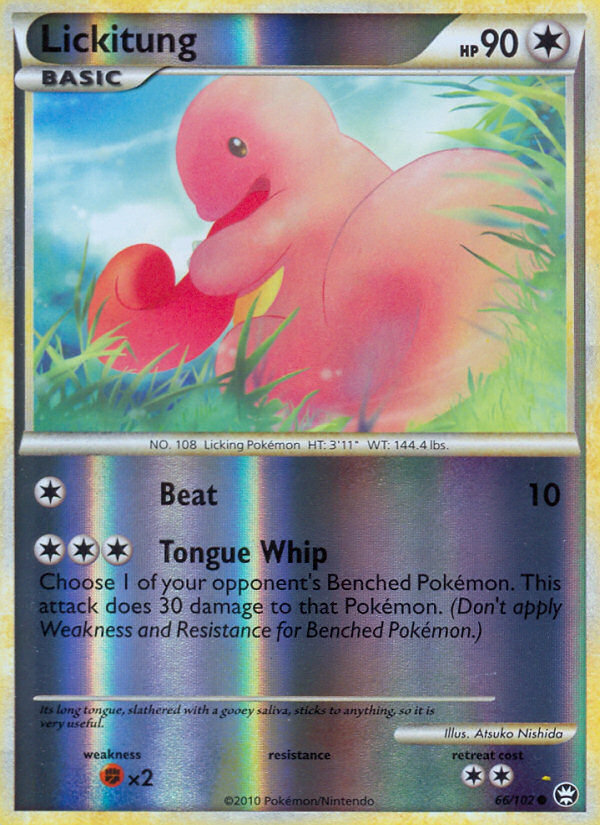 Lickitung HP 90
BASIC
NO. 108 Licking Pokémon HT: 3'11" WT: 144.4 lbs.
Beat 10
Tongue Whip
Choose 1 of your opponent's Benched Pokémon. This
attack does 30 damage to that Pokémon. (Don't apply
Weakness and Resistance for Benched Pokémon.)
Its long tongue, slathered with a gooey saliva, sticks to anything, so it is
very useful.
Illus. Atsuko Nishida
weakness resistance retreat cost
×2
©2010 Pokémon/Nintendo 66/102